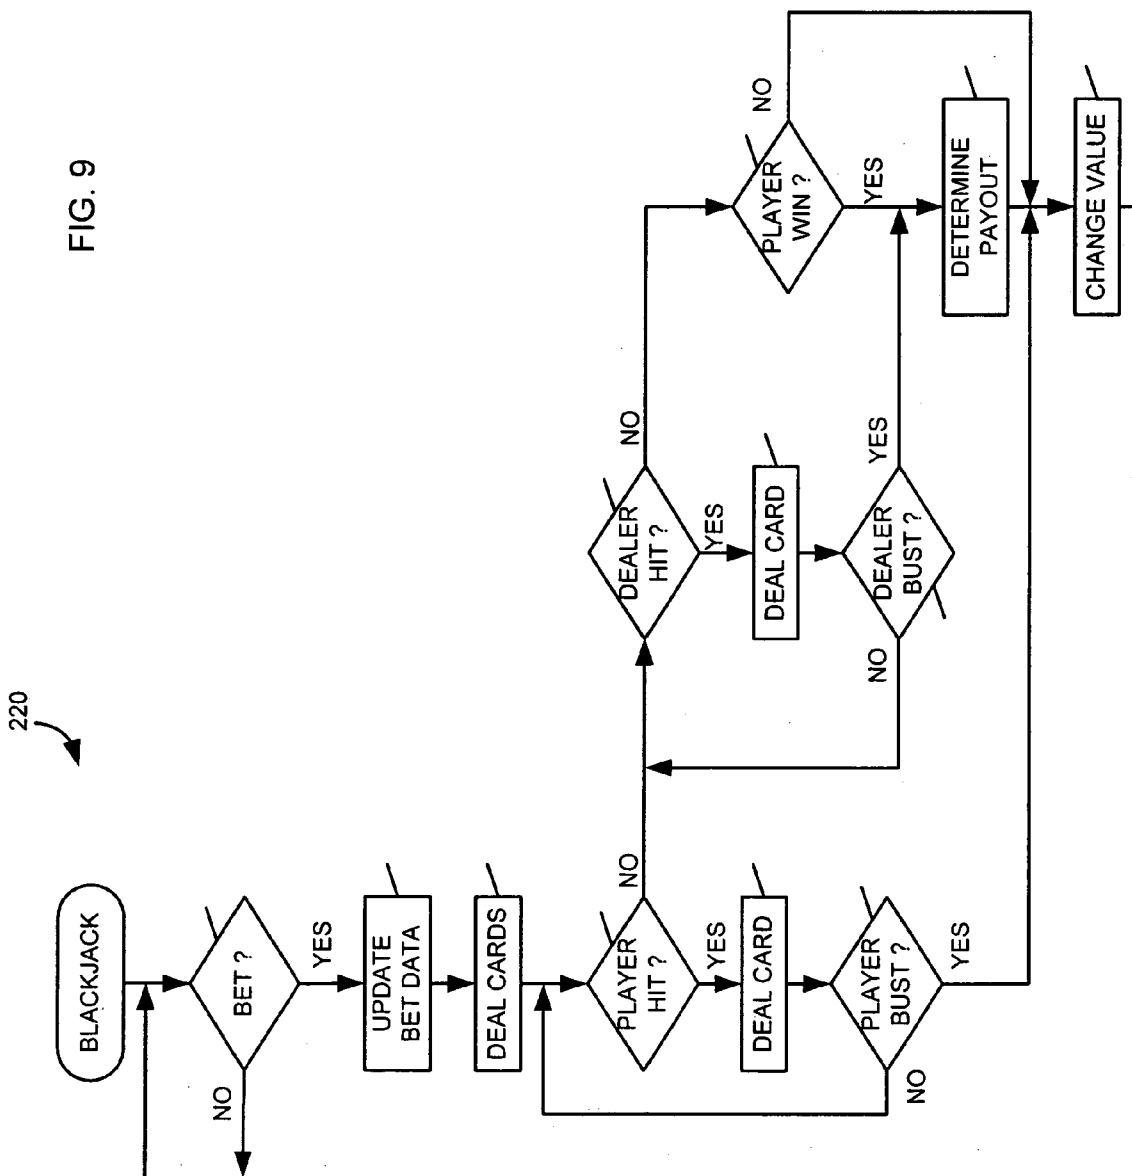 FIG. 9
220
BLACKJACK
BET ?
NO
YES
UPDATE
BET DATA
DEAL CARDS
PLAYER
HIT ?
NO
YES
DEAL CARD
PLAYER
BUST ?
NO
YES
DEALER
HIT ?
NO
YES
DEAL CARD
DEALER
BUST ?
NO
YES
PLAYER
WIN ?
NO
YES
DETERMINE
PAYOUT
CHANGE VALUE